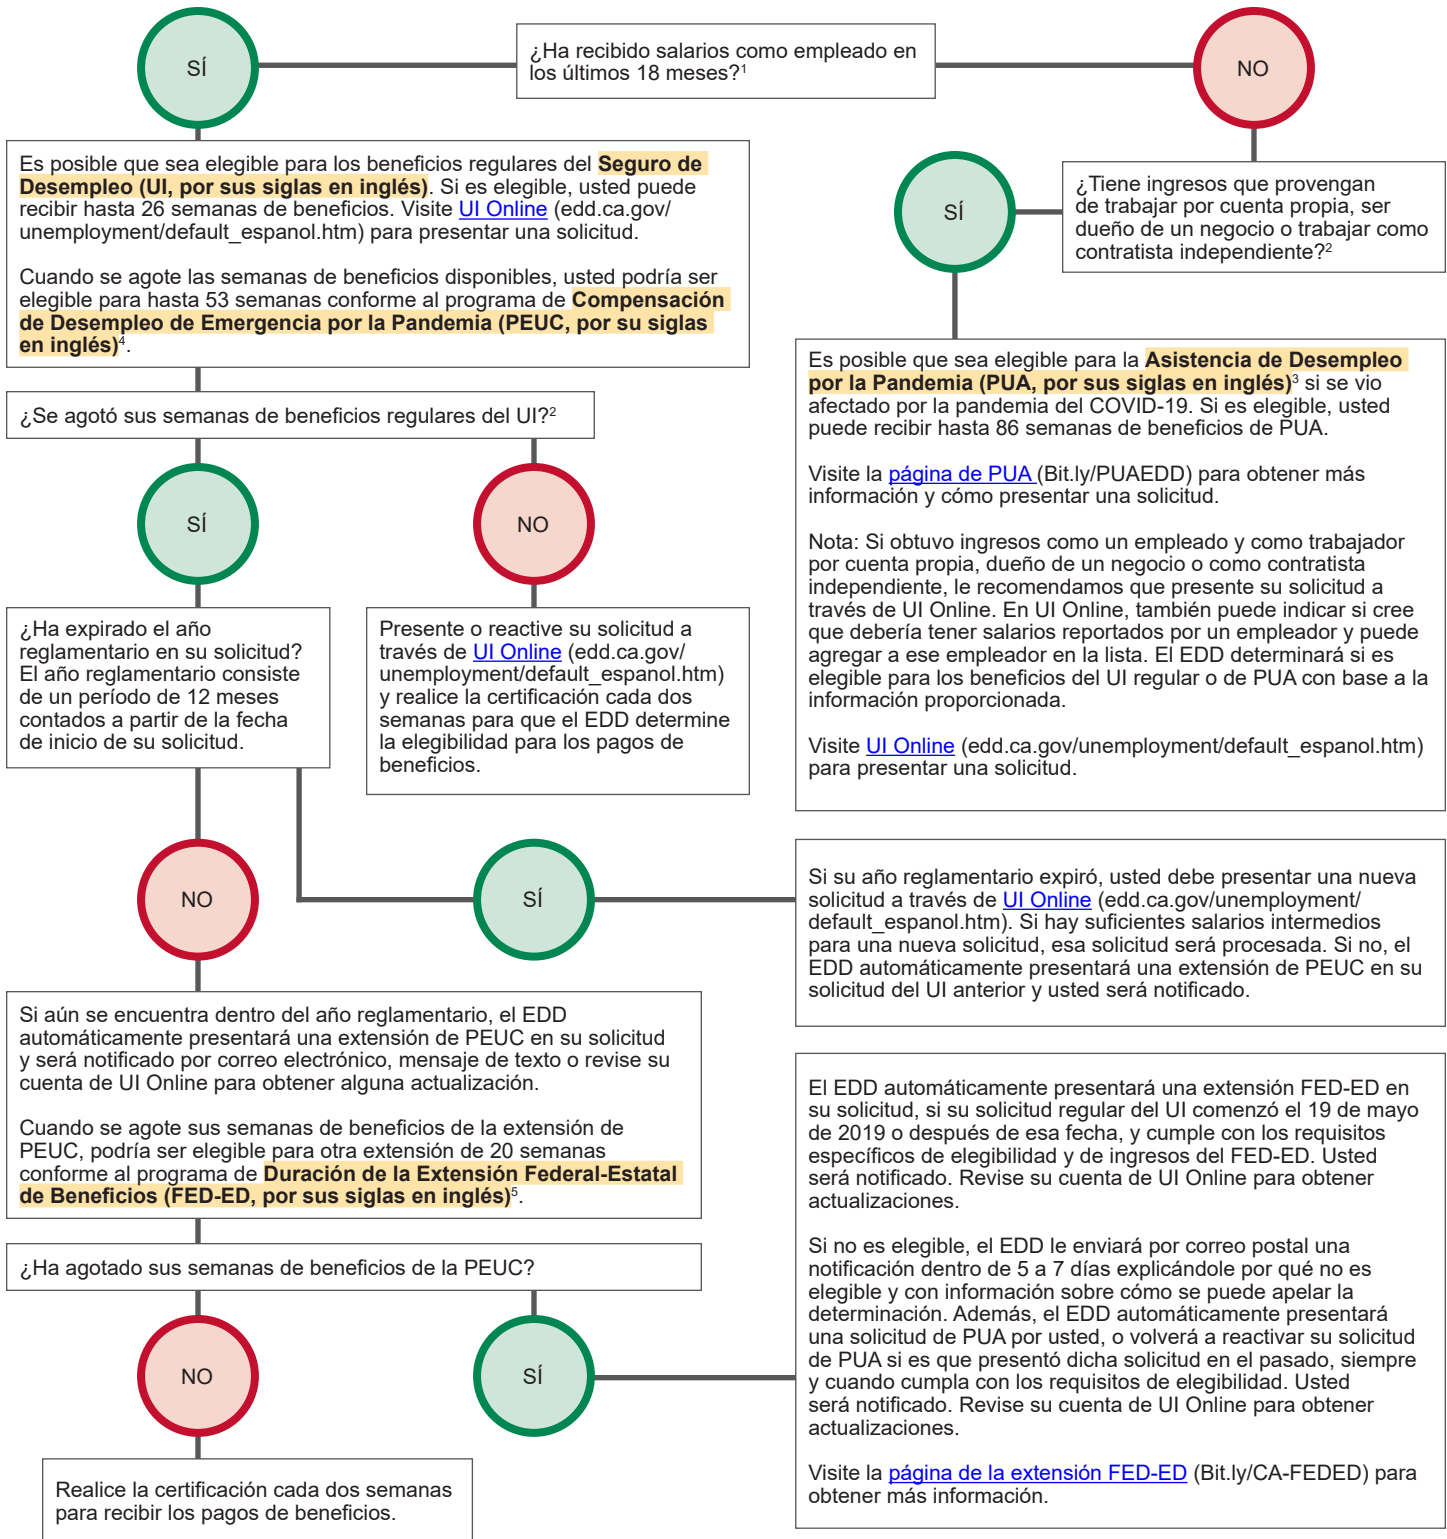 ¿Ha recibido salarios como empleado en
los últimos 18 meses?1
SÍ
NO
Es posible que sea elegible para los beneficios regulares del Seguro de
Desempleo (UI, por sus siglas en inglés). Si es elegible, usted puede
recibir hasta 26 semanas de beneficios. Visite UI Online (edd.ca.gov/
unemployment/default_espanol.htm) para presentar una solicitud.
Cuando se agote las semanas de beneficios disponibles, usted podría ser
elegible para hasta 53 semanas conforme al programa de Compensación
de Desempleo de Emergencia por la Pandemia (PEUC, por su siglas
en inglés)4.
¿Tiene ingresos que provengan
de trabajar por cuenta propia, ser
dueño de un negocio o trabajar como
contratista independiente?2
SÍ
Es posible que sea elegible para la Asistencia de Desempleo
por la Pandemia (PUA, por sus siglas en inglés)3 si se vio
afectado por la pandemia del COVID-19. Si es elegible, usted
puede recibir hasta 86 semanas de beneficios de PUA.
Visite la página de PUA (Bit.ly/PUAEDD) para obtener más
información y cómo presentar una solicitud.
Nota: Si obtuvo ingresos como un empleado y como trabajador
por cuenta propia, dueño de un negocio o como contratista
independiente, le recomendamos que presente su solicitud a
través de UI Online. En UI Online, también puede indicar si cree
que debería tener salarios reportados por un empleador y puede
agregar a ese empleador en la lista. El EDD determinará si es
elegible para los beneficios del UI regular o de PUA con base a la
información proporcionada.
Visite UI Online (edd.ca.gov/unemployment/default_espanol.htm)
para presentar una solicitud.
¿Se agotó sus semanas de beneficios regulares del UI?2
SÍ
NO
¿Ha expirado el año
reglamentario en su solicitud?
El año reglamentario consiste
de un período de 12 meses
contados a partir de la fecha
de inicio de su solicitud.
Presente o reactive su solicitud a
través de UI Online (edd.ca.gov/
unemployment/default_espanol.htm)
y realice la certificación cada dos
semanas para que el EDD determine
la elegibilidad para los pagos de
beneficios.
NO
SÍ
Si su año reglamentario expiró, usted debe presentar una nueva
solicitud a través de UI Online (edd.ca.gov/unemployment/
default_espanol.htm). Si hay suficientes salarios intermedios
para una nueva solicitud, esa solicitud será procesada. Si no, el
EDD automáticamente presentará una extensión de PEUC en su
solicitud del UI anterior y usted será notificado.
Si aún se encuentra dentro del año reglamentario, el EDD
automáticamente presentará una extensión de PEUC en su solicitud
y será notificado por correo electrónico, mensaje de texto o revise su
cuenta de UI Online para obtener alguna actualización.
Cuando se agote sus semanas de beneficios de la extensión de
PEUC, podría ser elegible para otra extensión de 20 semanas
conforme al programa de Duración de la Extensión Federal-Estatal
de Beneficios (FED-ED, por sus siglas en inglés)5.
¿Ha agotado sus semanas de beneficios de la PEUC?
NO
SÍ
El EDD automáticamente presentará una extensión FED-ED en
su solicitud, si su solicitud regular del UI comenzó el 19 de mayo
de 2019 o después de esa fecha, y cumple con los requisitos
específicos de elegibilidad y de ingresos del FED-ED. Usted
será notificado. Revise su cuenta de UI Online para obtener
actualizaciones.
Si no es elegible, el EDD le enviará por correo postal una
notificación dentro de 5 a 7 días explicándole por qué no es
elegible y con información sobre cómo se puede apelar la
determinación. Además, el EDD automáticamente presentará
una solicitud de PUA por usted, o volverá a reactivar su solicitud
de PUA si es que presentó dicha solicitud en el pasado, siempre
y cuando cumpla con los requisitos de elegibilidad. Usted
será notificado. Revise su cuenta de UI Online para obtener
actualizaciones.
Visite la página de la extensión FED-ED (Bit.ly/CA-FEDED) para
obtener más información.
Realice la certificación cada dos semanas
para recibir los pagos de beneficios.